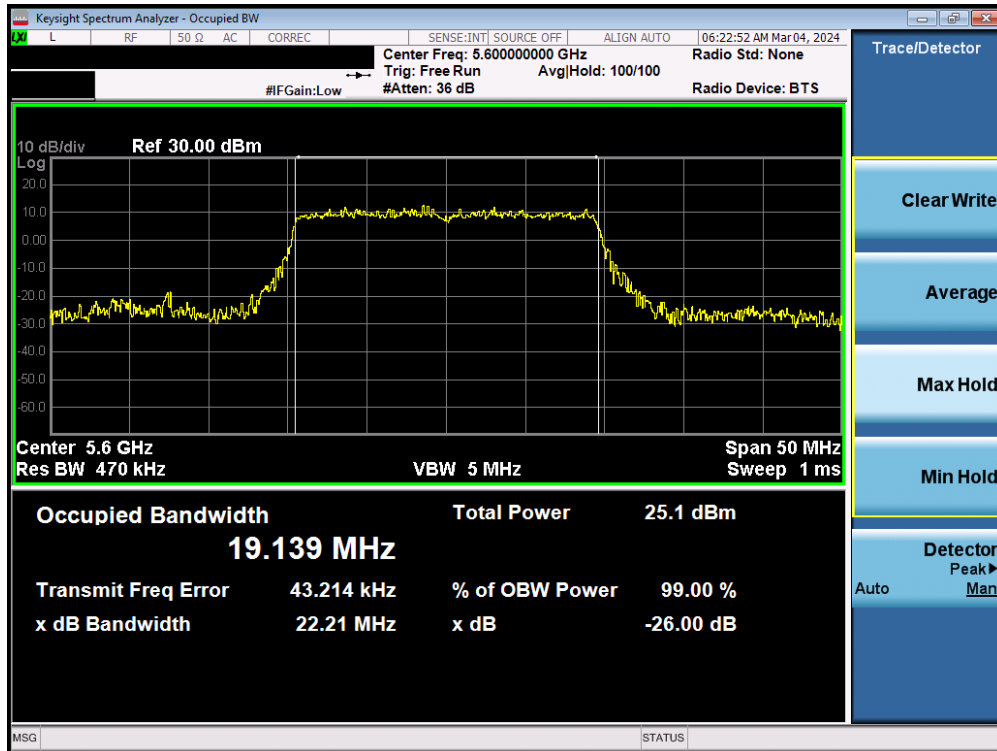 Keysight Spectrum Analyzer - Occupied BW
LXI L RF 50 Ω AC CORREC SENSE:INT SOURCE OFF ALIGN AUTO 06:22:52 AM Mar 04, 2024
Center Freq: 5.600000000 GHz Radio Std: None
Trig: Free Run Avg|Hold: 100/100
#IFGain:Low #Atten: 36 dB Radio Device: BTS
Trace/Detector
10 dB/div Ref 30.00 dBm
Log
20.0
10.0
0.00
-10.0
-20.0
-30.0
-40.0
-50.0
-60.0
Center 5.6 GHz Span 50 MHz
Res BW 470 kHz VBW 5 MHz Sweep 1 ms
Occupied Bandwidth Total Power 25.1 dBm
19.139 MHz
Transmit Freq Error 43.214 kHz % of OBW Power 99.00 %
x dB Bandwidth 22.21 MHz x dB -26.00 dB
Clear Write
Average
Max Hold
Min Hold
Detector
Peak▶
Auto Man
MSG STATUS